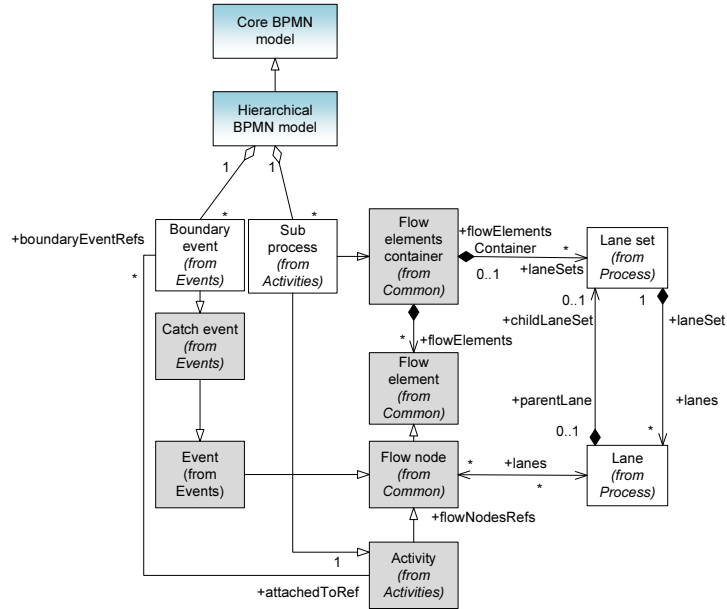 Core BPMN
model
Hierarchical
BPMN model
1
1
*
*
+boundaryEventRefs
*
Boundary
event
(from
Events)
Sub
process
(from
Activities)
Flow
elements
container
(from
Common)
+flowElements
Container
0..1
*
+laneSets
Lane set
(from
Process)
0..1
1
+childLaneSet
+laneSet
Catch event
(from
Events)
*
+flowElements
Flow
element
(from
Common)
+parentLane
0..1
+lanes
*
Event
(from
Events)
Flow node
(from
Common)
*
+lanes
*
Lane
(from
Process)
+flowNodesRefs
1
Activity
(from
Activities)
+attachedToRef